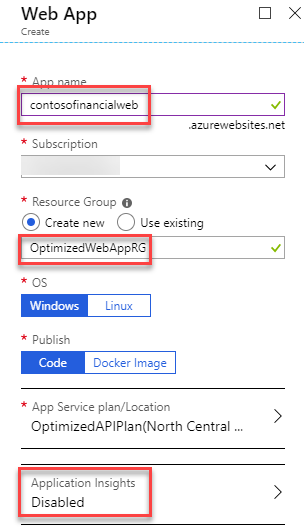 Web App
Create
* App name
contosofinancialweb
.azurewebsites.net
* Subscription
* Resource Group
Create new Use existing
OptimizedWebAppRG
* OS
Windows Linux
* Publish
Code Docker Image
* App Service plan/Location
OptimizedAPIPlan(North Central ...
Application Insights
Disabled